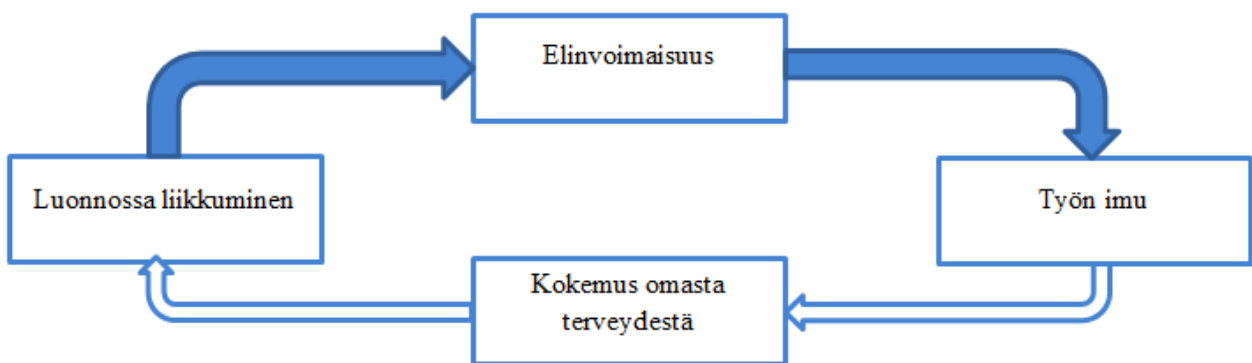 Elinvoimaisuus
Luonnossa liikkuminen
Työn imu
Kokemus omasta
terveydestä